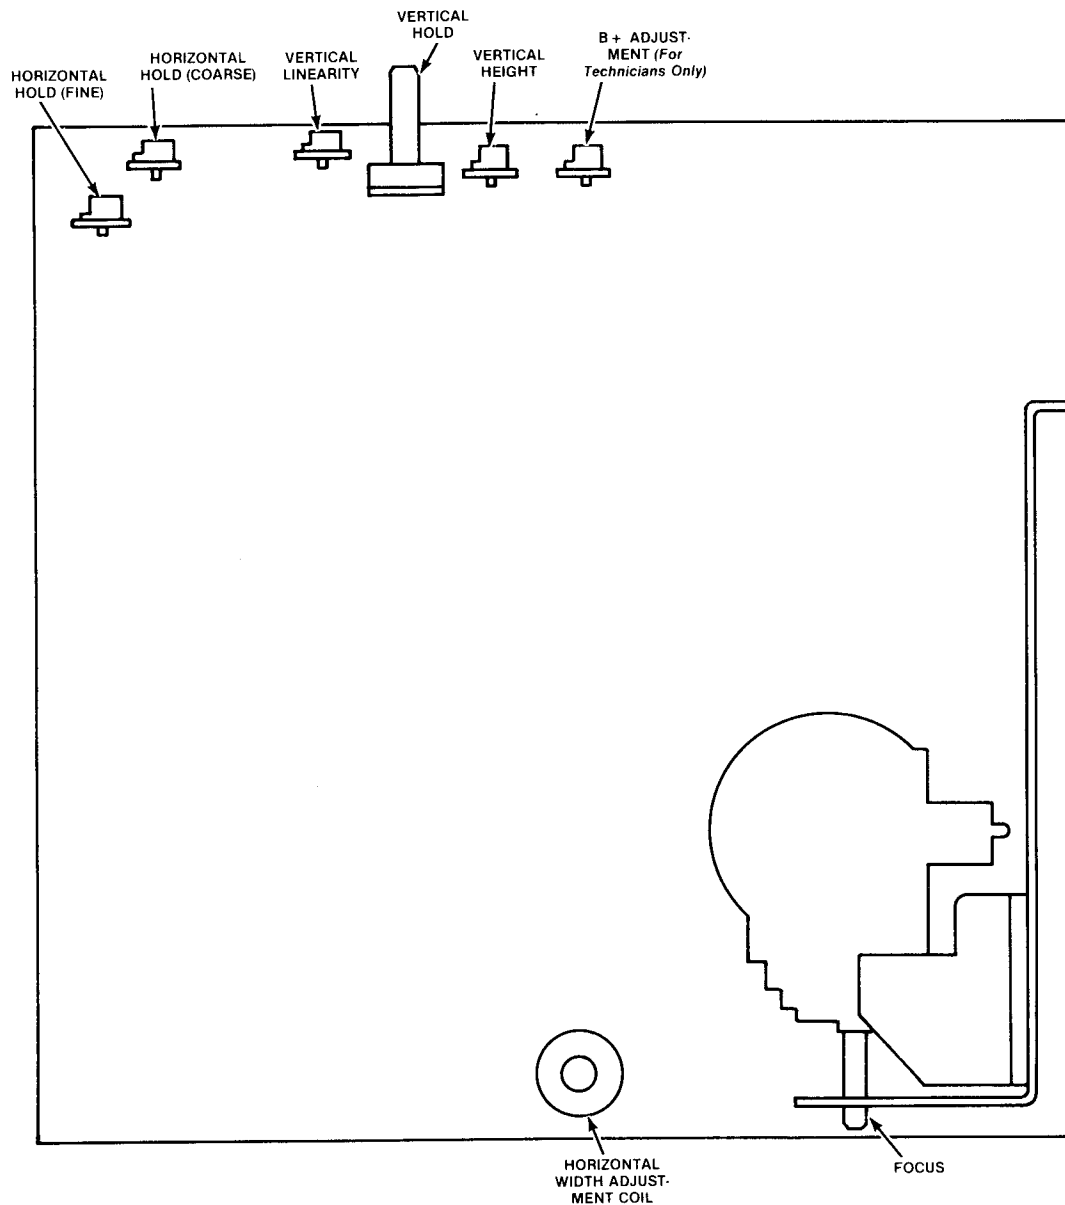 HORIZONTAL
HOLD (FINE)
HORIZONTAL
HOLD (COARSE)
VERTICAL
LINEARITY
VERTICAL
HOLD
VERTICAL
HEIGHT
B + ADJUST-
MENT (For
Technicians Only)
HORIZONTAL
WIDTH ADJUST-
MENT COIL
FOCUS